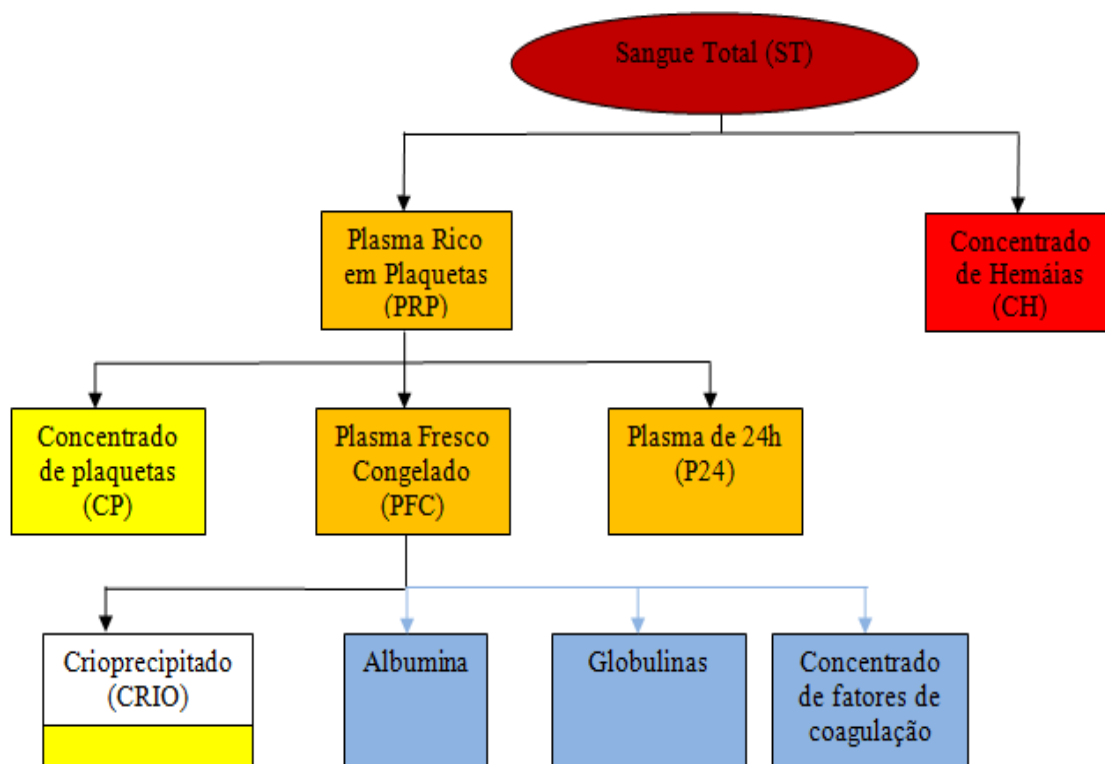 Sangue Total (ST)
Plasma Rico
em Plaquetas
(PRP)
Concentrado
de Hemáias
(CH)
Concentrado
de plaquetas
(CP)
Plasma Fresco
Congelado
(PFC)
Plasma de 24h
(P24)
Crioprecipitado
(CRIO)
Albumina
Globulinas
Concentrado
de fatores de
coagulação